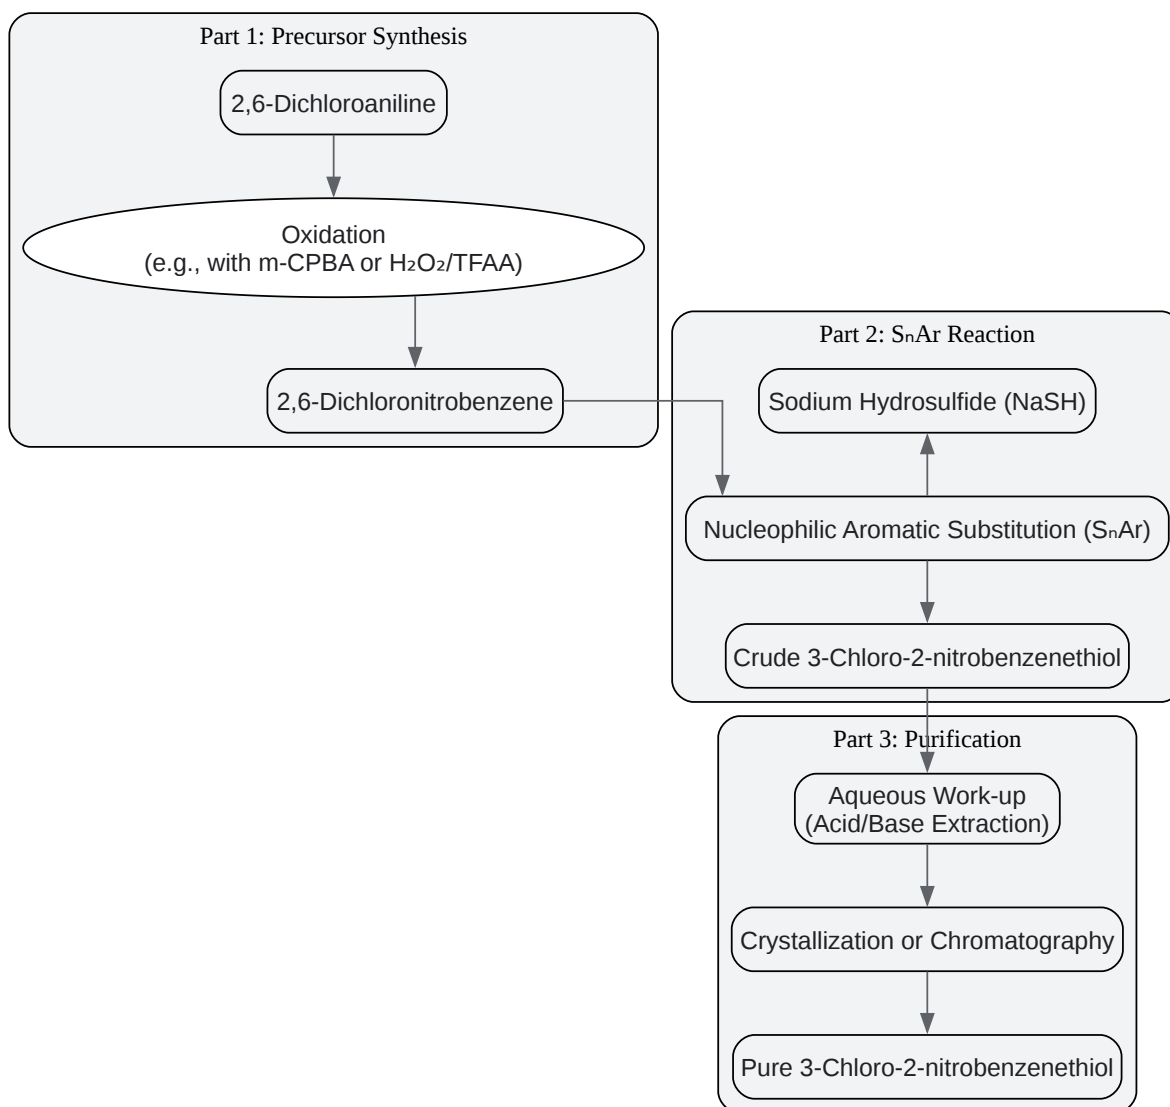 Part 1: Precursor Synthesis
2,6-Dichloroaniline
Oxidation
(e.g., with m-CPBA or H₂O₂/TFAA)
2,6-Dichloronitrobenzene
Part 2: SₙAr Reaction
Sodium Hydrosulfide (NaSH)
Nucleophilic Aromatic Substitution (SₙAr)
Crude 3-Chloro-2-nitrobenzenethiol
Part 3: Purification
Aqueous Work-up
(Acid/Base Extraction)
Crystallization or Chromatography
Pure 3-Chloro-2-nitrobenzenethiol